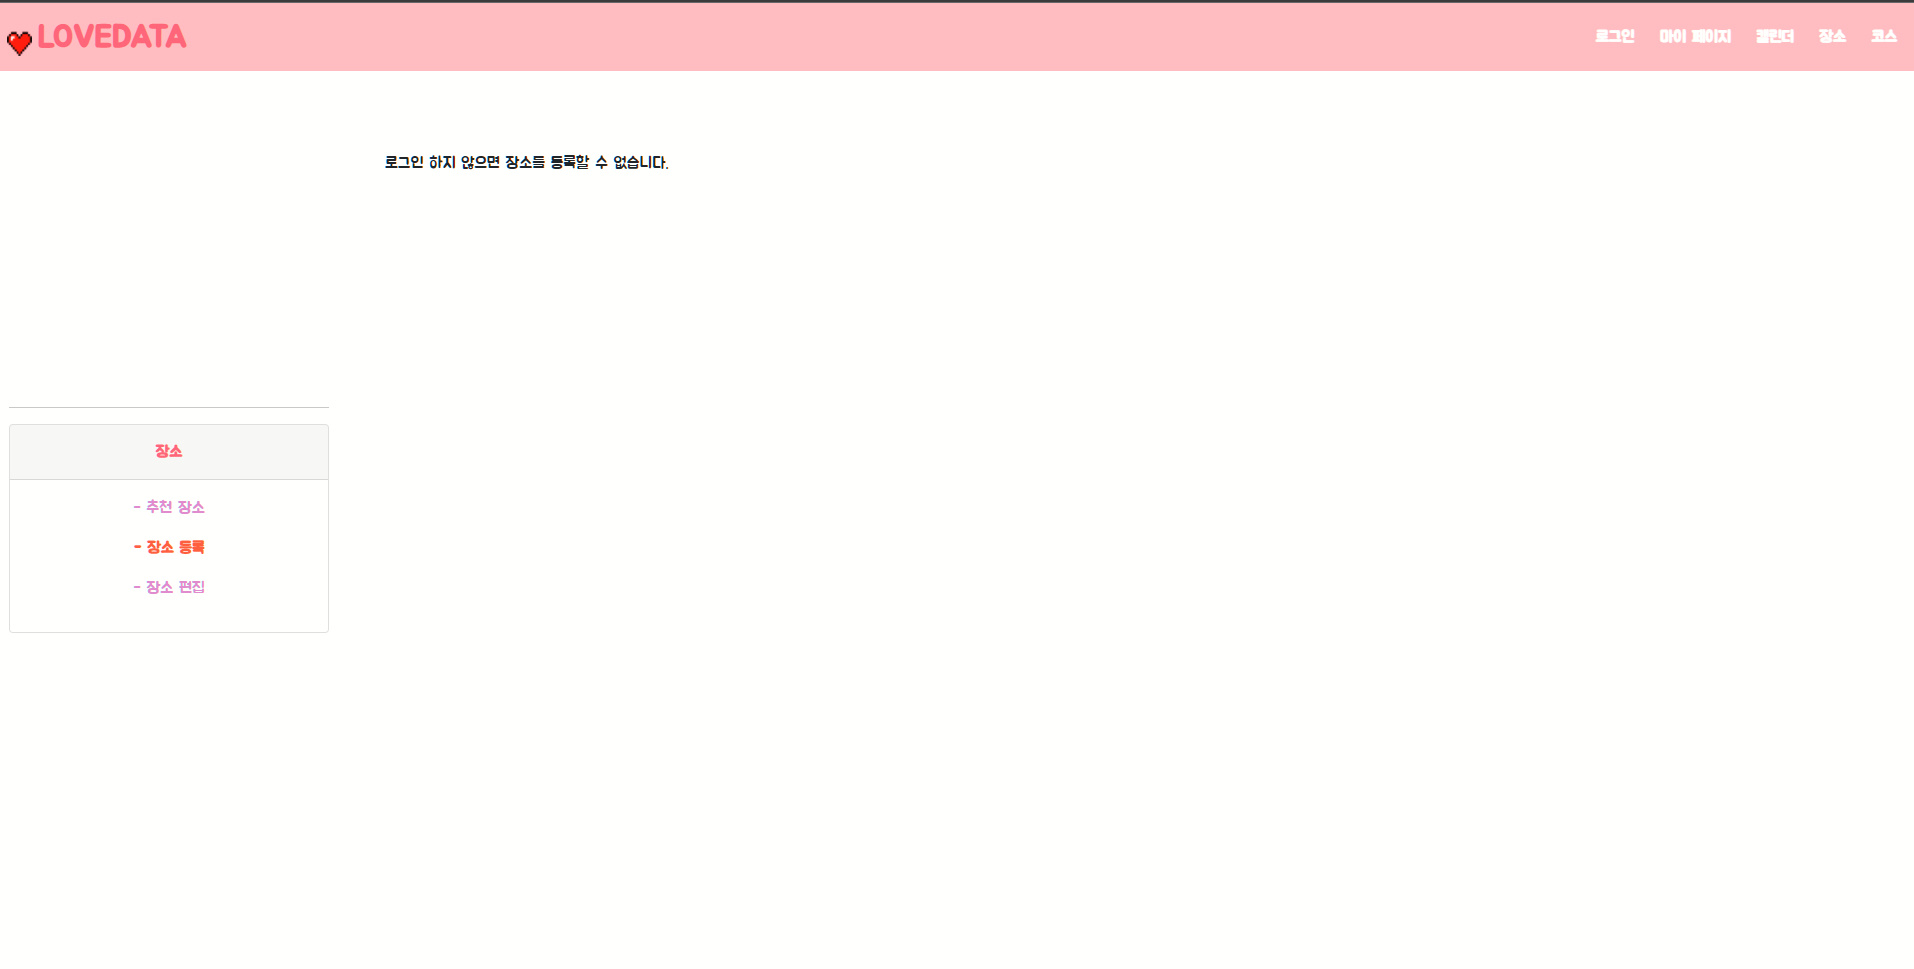 LOVEDATA
로그인 마이 페이지 캘린더 장소 코스
로그인 하지 않으면 장소를 등록할 수 없습니다.
장소
- 추천 장소
- 장소 등록
- 장소 편집